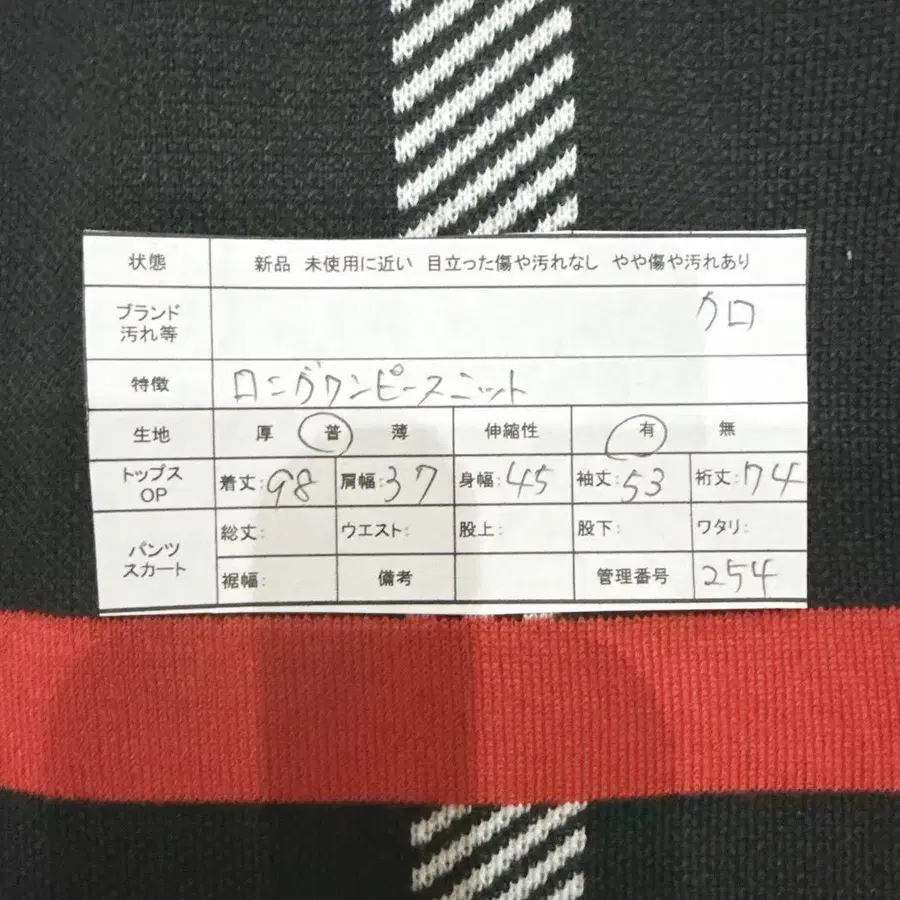 状態 新品 未使用に近い 目立った傷や汚れなし やや傷や汚れあり
ブランド
汚れ等 クロ
特徴 ロングワンピースニット
生地 厚 普 薄 伸縮性 有 無
トップス
OP 着丈:98 肩幅:37 身幅:45 袖丈:53 裄丈:74
パンツ
スカート 総丈: ウエスト: 股上: 股下: ワタリ:
裾幅: 備考 管理番号 254